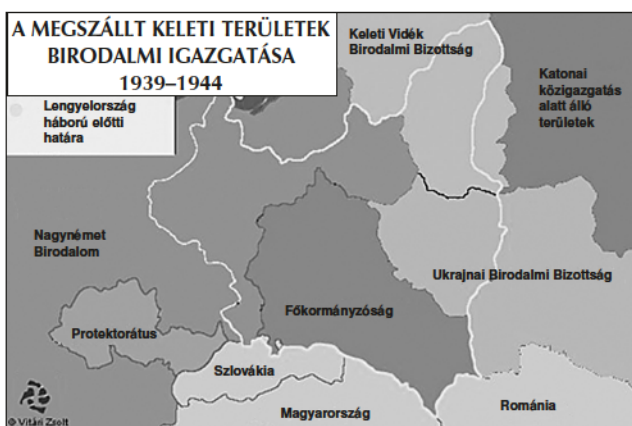 A MEGSZÁLLT KELETI TERÜLETEK
BIRODALMI IGAZGATÁSA
1939–1944
Lengyelország
háború előtti
határa
Keleti Vidék
Birodalmi Bizottság
Katonai
közigazgatás
alatt álló
területek
Nagynémet
Birodalom
Ukrajnai Birodalmi Bizottság
Főkormányzóság
Protektorátus
Szlovákia
Magyarország
Románia
© Vitári Zsolt